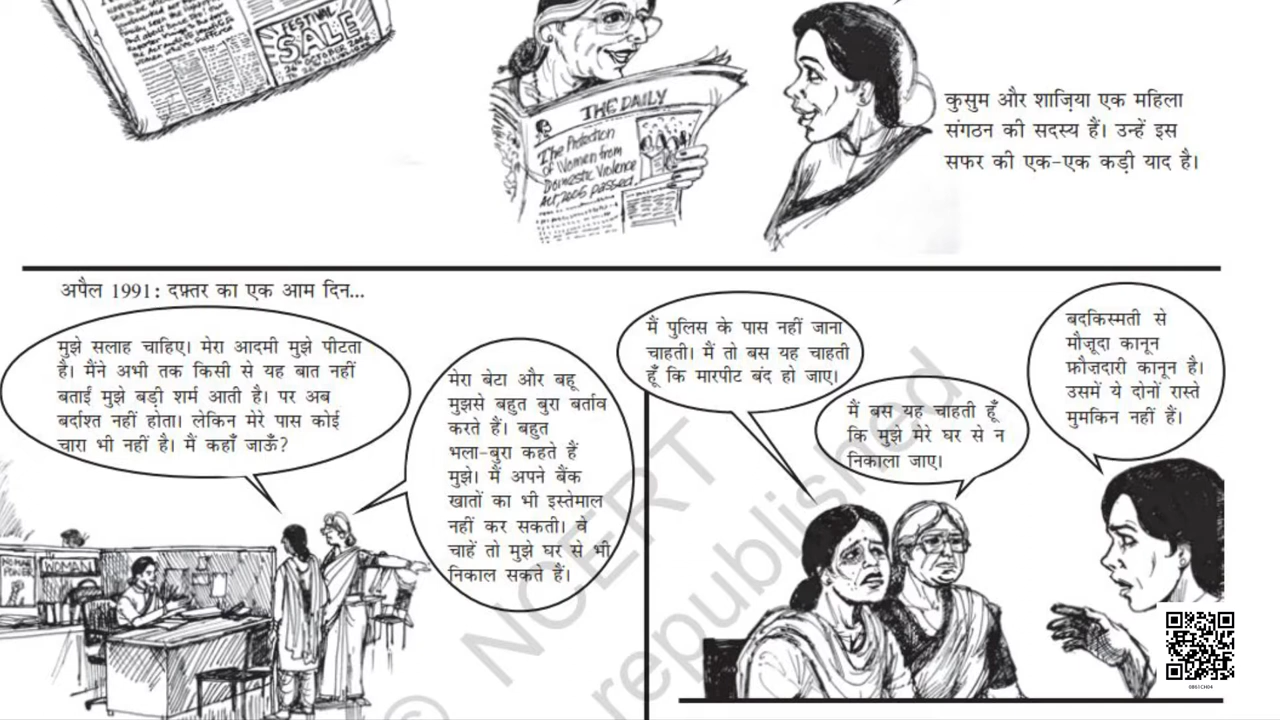 FESTIVAL
SALE
THE DAILY
The Protection
of Women from
Domestic Violence
Act, 2005 passed.
कुसुम और शाज़िया एक महिला
संगठन की सदस्य हैं। उन्हें इस
सफर की एक-एक कड़ी याद है।
अप्रैल 1991: दफ़्तर का एक आम दिन...
मुझे सलाह चाहिए। मेरा आदमी मुझे पीटता
है। मैंने अभी तक किसी से यह बात नहीं
बताई मुझे बड़ी शर्म आती है। पर अब
बर्दाश्त नहीं होता। लेकिन मेरे पास कोई
चारा भी नहीं है। मैं कहाँ जाऊँ?
मेरा बेटा और बहू
मुझसे बहुत बुरा बर्ताव
करते हैं। बहुत
भला-बुरा कहते हैं
मुझे। मैं अपने बैंक
खातों का भी इस्तेमाल
नहीं कर सकती। वे
चाहें तो मुझे घर से भी
निकाल सकते हैं।
मैं पुलिस के पास नहीं जाना
चाहती। मैं तो बस यह चाहती
हूँ कि मारपीट बंद हो जाए।
मैं बस यह चाहती हूँ
कि मुझे मेरे घर से न
निकाला जाए।
बदकिस्मती से
मौज़ूदा कानून
फ़ौज़दारी कानून है।
उसमें ये दोनों रास्ते
मुमकिन नहीं हैं।
POWER
WOMAN
© NCERT
republished
0861CH04